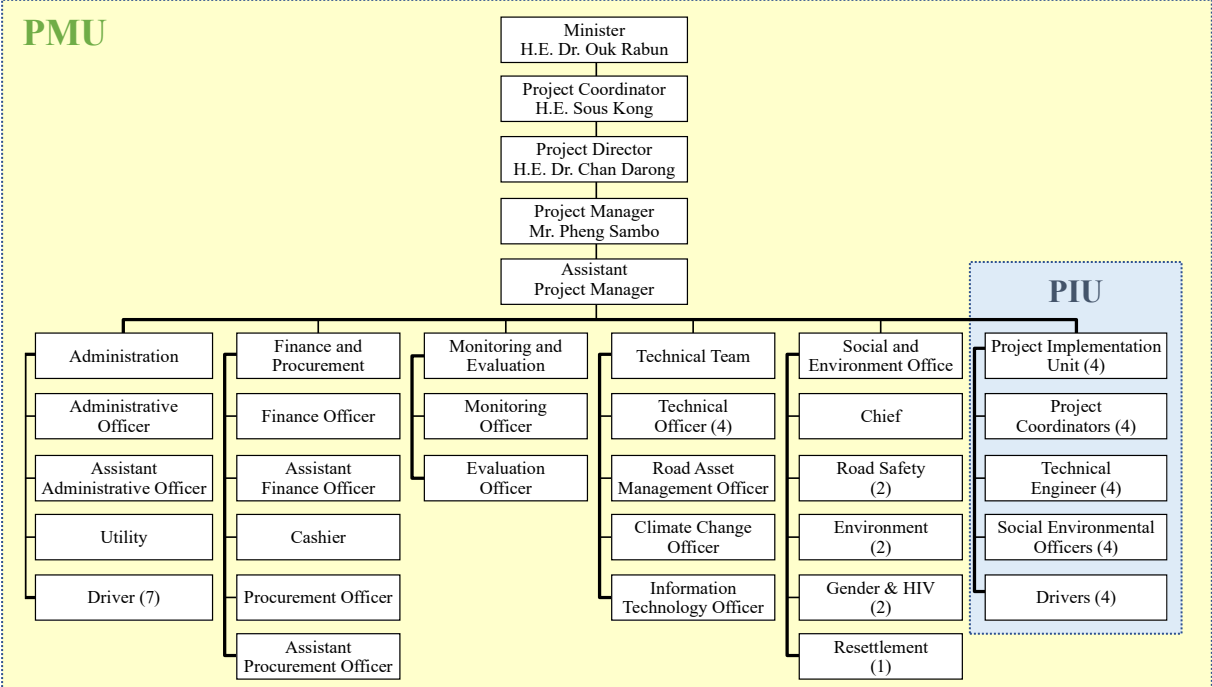 PMU
Minister
H.E. Dr. Ouk Rabun
Project Coordinator
H.E. Sous Kong
Project Director
H.E. Dr. Chan Darong
Project Manager
Mr. Pheng Sambo
Assistant
Project Manager
Administration
Administrative
Officer
Assistant
Administrative Officer
Utility
Driver (7)
Finance and
Procurement
Finance Officer
Assistant
Finance Officer
Cashier
Procurement Officer
Assistant
Procurement Officer
Monitoring and
Evaluation
Monitoring
Officer
Evaluation
Officer
Technical Team
Technical
Officer (4)
Road Asset
Management Officer
Climate Change
Officer
Information
Technology Officer
Social and
Environment Office
Chief
Road Safety
(2)
Environment
(2)
Gender & HIV
(2)
Resettlement
(1)
PIU
Project Implementation
Unit (4)
Project
Coordinators (4)
Technical
Engineer (4)
Social Environmental
Officers (4)
Drivers (4)